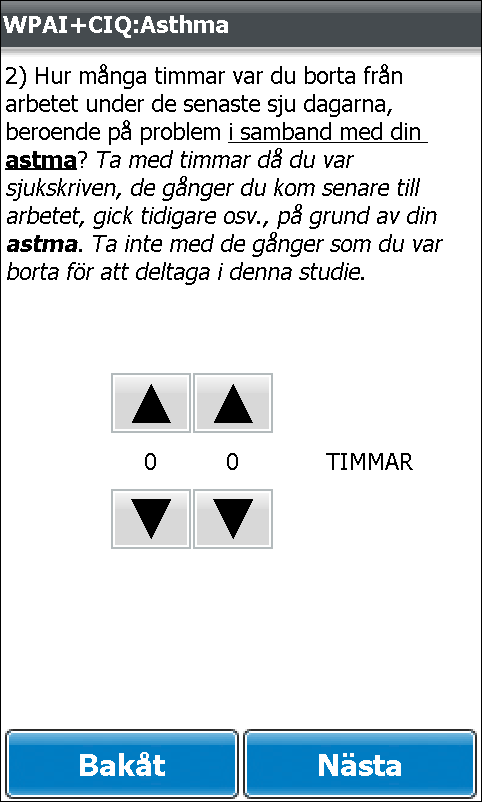 WPAI+CIQ:Asthma
2) Hur många timmar var du borta från
arbetet under de senaste sju dagarna,
beroende på problem i samband med din
astma? Ta med timmar då du var
sjukskriven, de gånger du kom senare till
arbetet, gick tidigare osv., på grund av din
astma. Ta inte med de gånger som du var
borta för att deltaga i denna studie.
0 0 TIMMAR
Bakåt Nästa